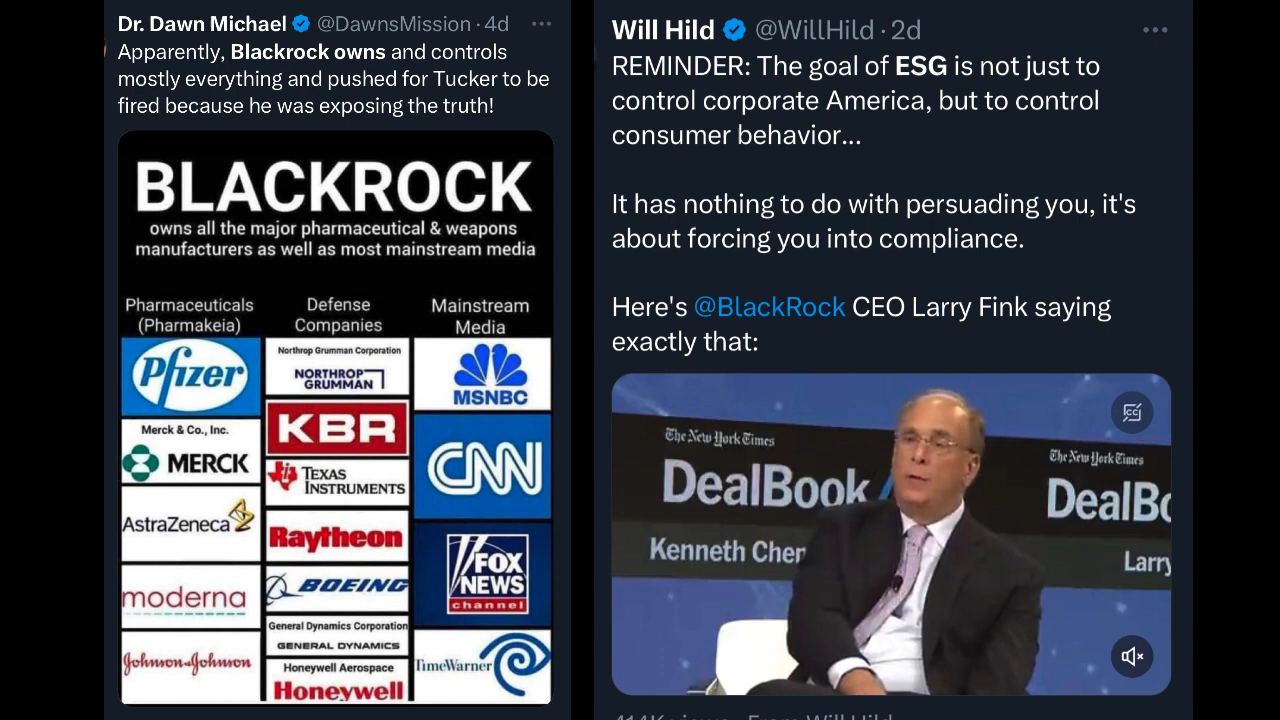 Dr. Dawn Michael @DawnsMission · 4d
Apparently, Blackrock owns and controls
mostly everything and pushed for Tucker to be
fired because he was exposing the truth!
BLACKROCK
owns all the major pharmaceutical & weapons
manufacturers as well as most mainstream media
Pharmaceuticals
(Pharmakeia)
Pfizer
Merck & Co., Inc.
MERCK
AstraZeneca
moderna
Johnson & Johnson
Defense
Companies
Northrop Grumman Corporation
NORTHROP
GRUMMAN
KBR
TEXAS
INSTRUMENTS
Raytheon
BOEING
General Dynamics Corporation
GENERAL DYNAMICS
Honeywell Aerospace
Honeywell
Mainstream
Media
MSNBC
CNN
FOX
NEWS
channel
TimeWarner
Will Hild @WillHild · 2d
REMINDER: The goal of ESG is not just to
control corporate America, but to control
consumer behavior...
It has nothing to do with persuading you, it's
about forcing you into compliance.
Here's @BlackRock CEO Larry Fink saying
exactly that:
The New York Times
DealBook
Kenneth Cher
The New York Times
DealBo
Larry
CC